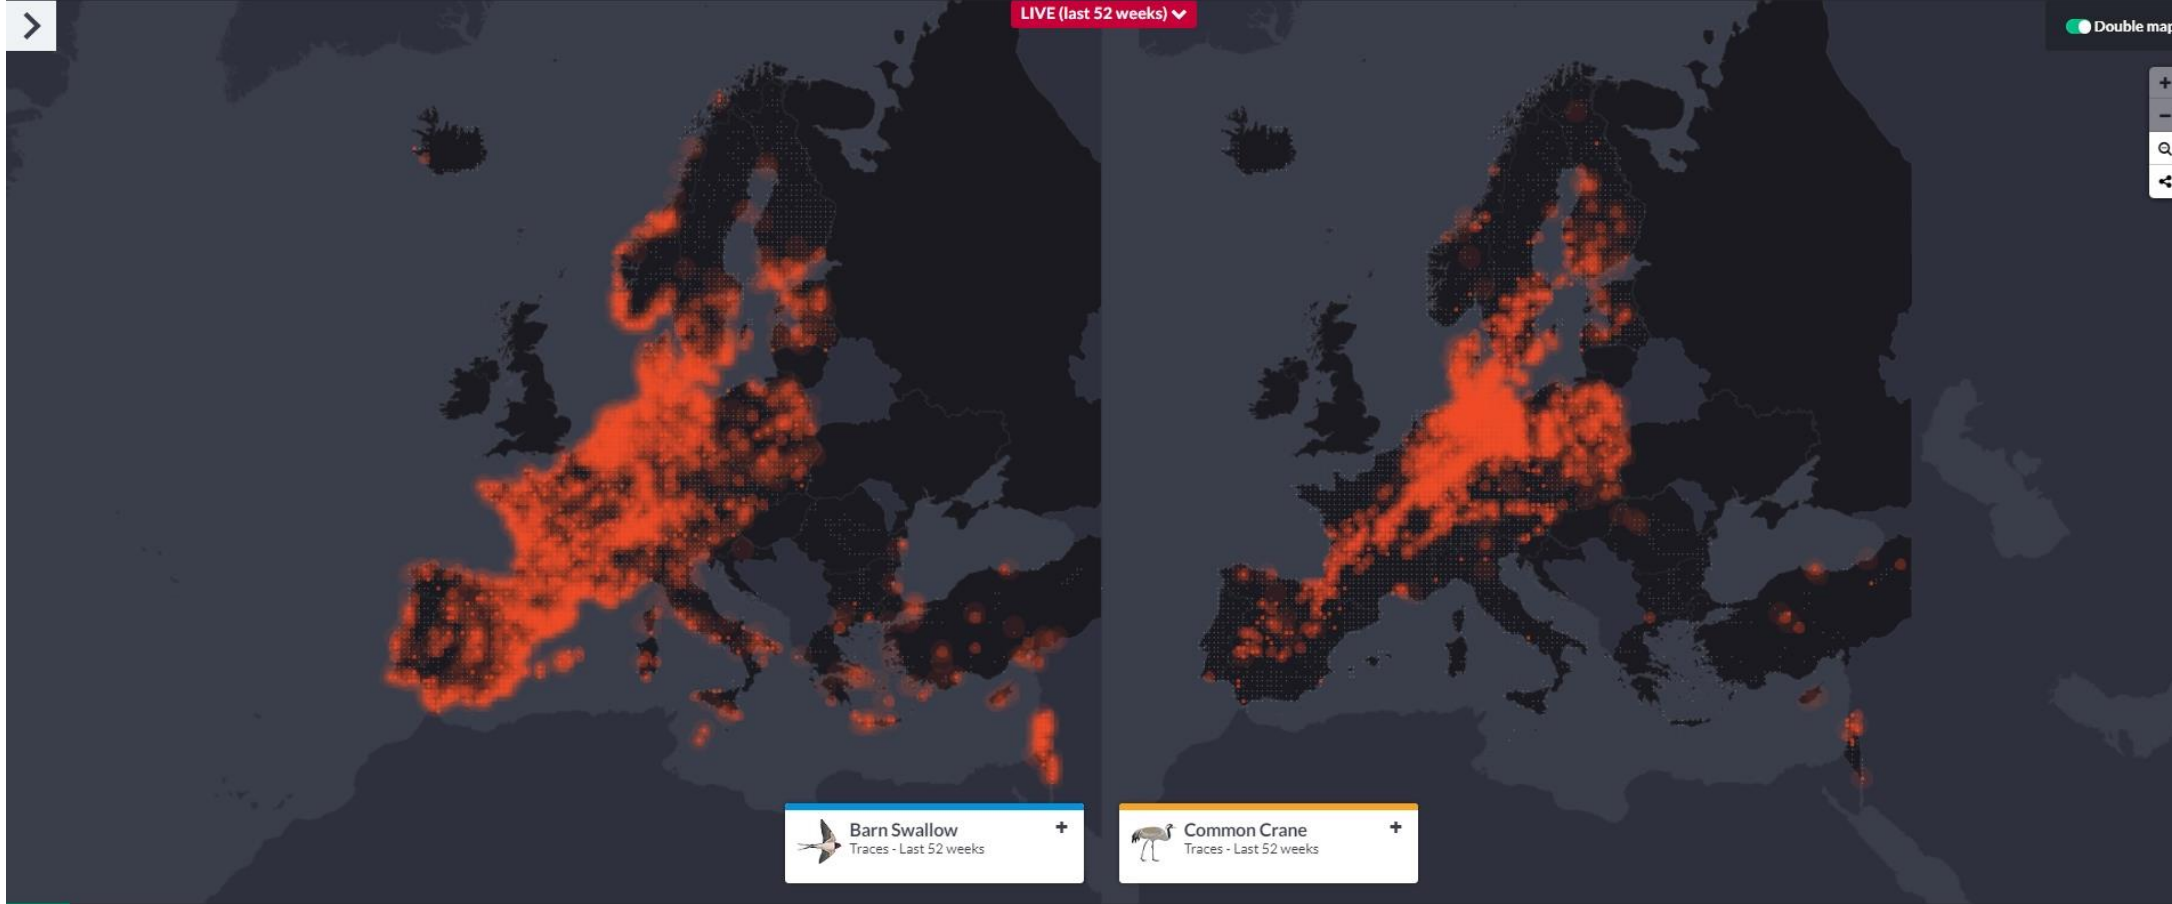 LIVE (last 52 weeks)
Double map
Barn Swallow
Traces - Last 52 weeks
Common Crane
Traces - Last 52 weeks